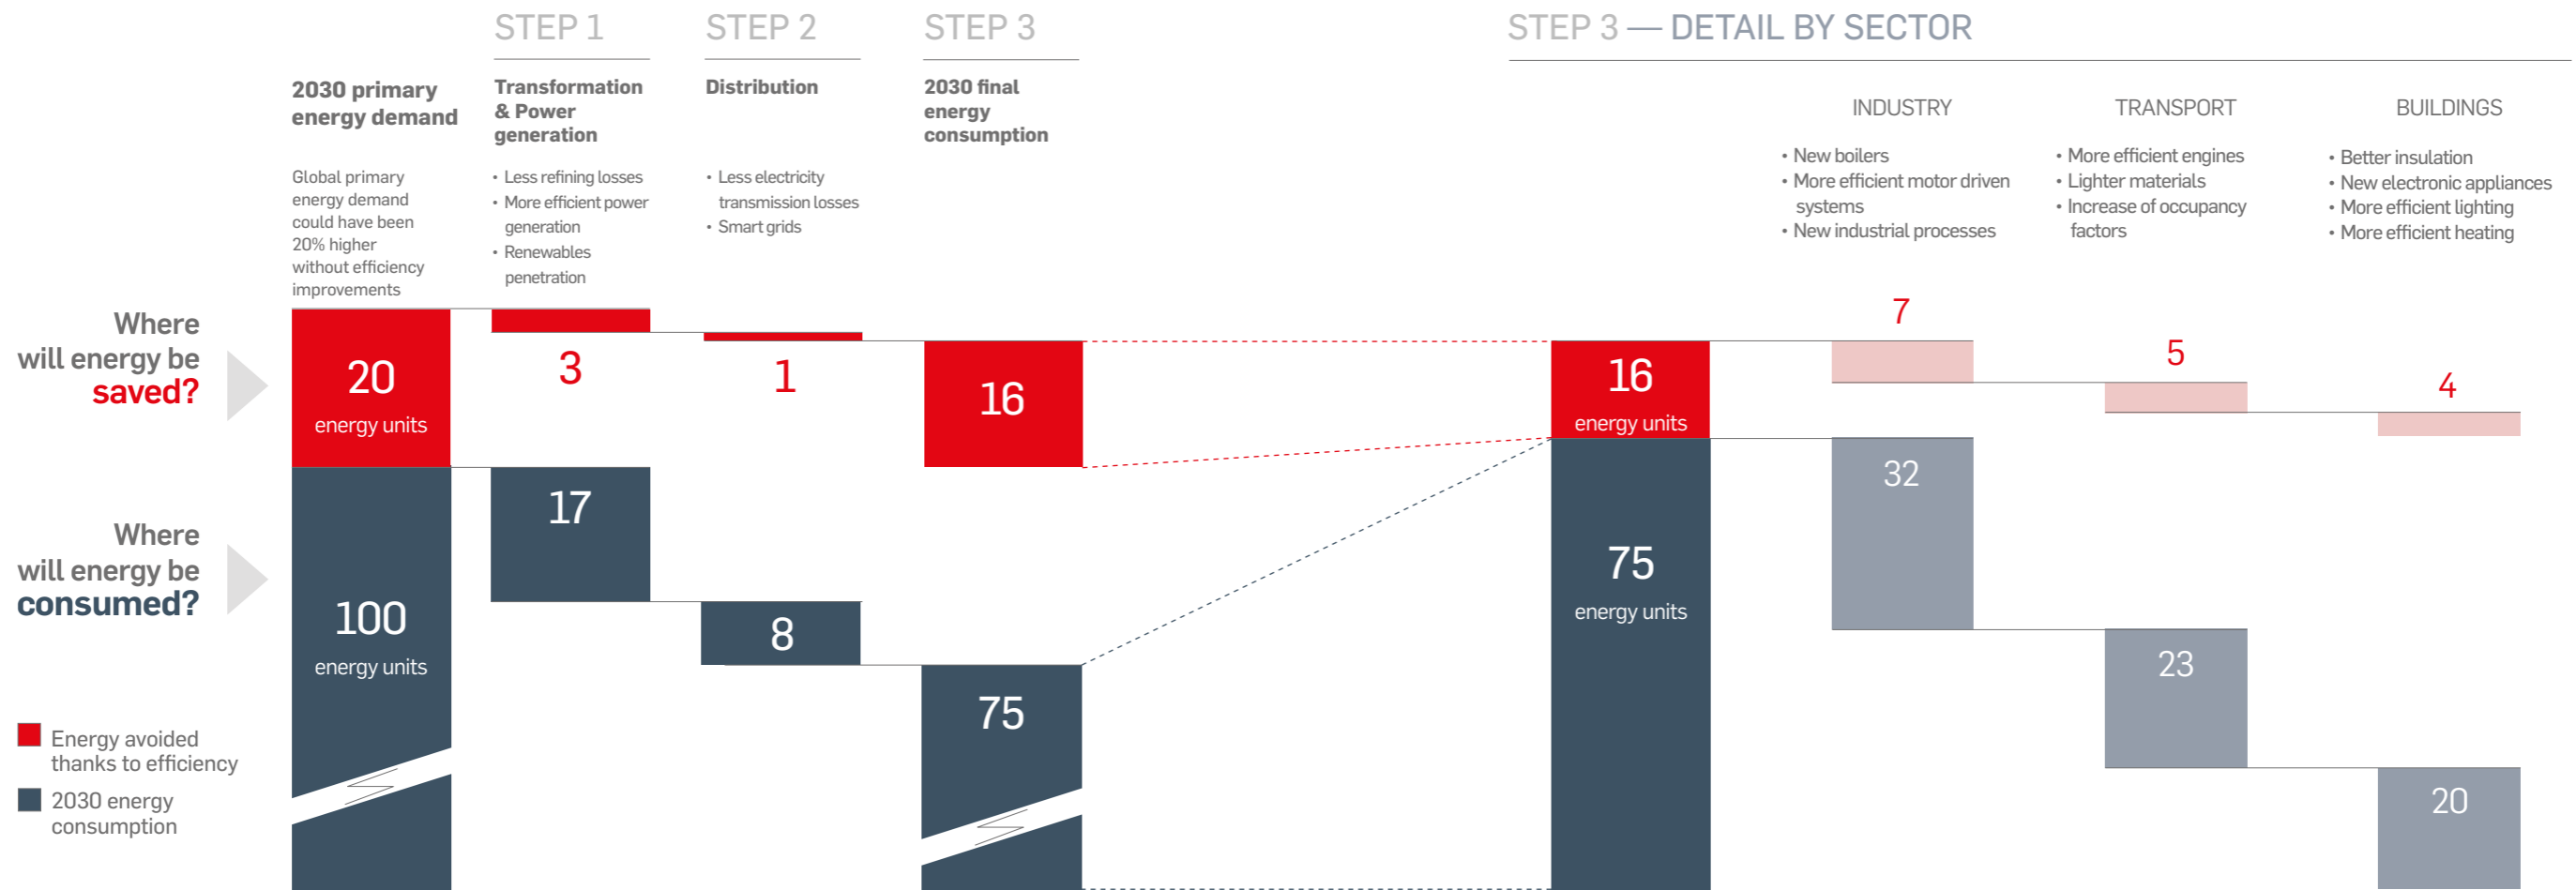 STEP 1
STEP 2
STEP 3
STEP 3 — DETAIL BY SECTOR
2030 primary
energy demand
Global primary
energy demand
could have been
20% higher
without efficiency
improvements
Transformation
& Power
generation
• Less refining losses
• More efficient power
generation
• Renewables
penetration
Distribution
• Less electricity
transmission losses
• Smart grids
2030 final
energy
consumption
INDUSTRY
• New boilers
• More efficient motor driven
systems
• New industrial processes
TRANSPORT
• More efficient engines
• Lighter materials
• Increase of occupancy
factors
BUILDINGS
• Better insulation
• New electronic appliances
• More efficient lighting
• More efficient heating
Where
will energy be
saved?
20
energy units
3
1
16
16
energy units
7
5
4
Where
will energy be
consumed?
100
energy units
17
8
75
75
energy units
32
23
20
Energy avoided
thanks to efficiency
2030 energy
consumption